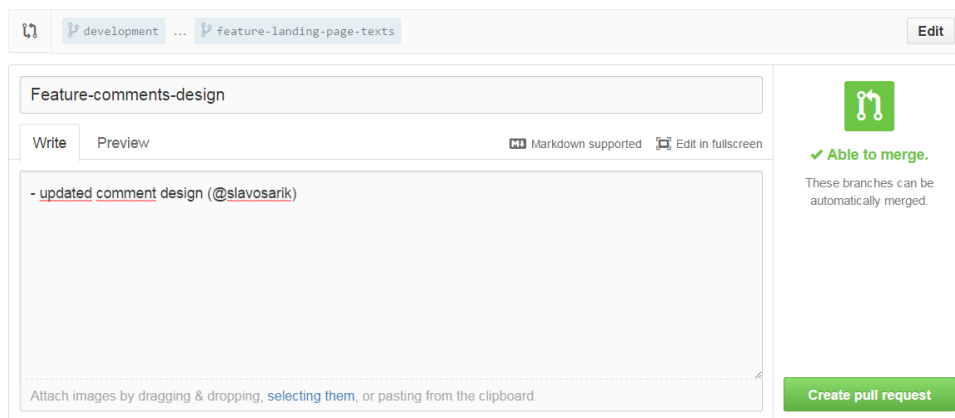 development ... feature-landing-page-texts Edit
Feature-comments-design
Write Preview Markdown supported Edit in fullscreen
Able to merge.
These branches can be
automatically merged.
- updated comment design (@slavosarik)
Attach images by dragging & dropping, selecting them, or pasting from the clipboard.
Create pull request